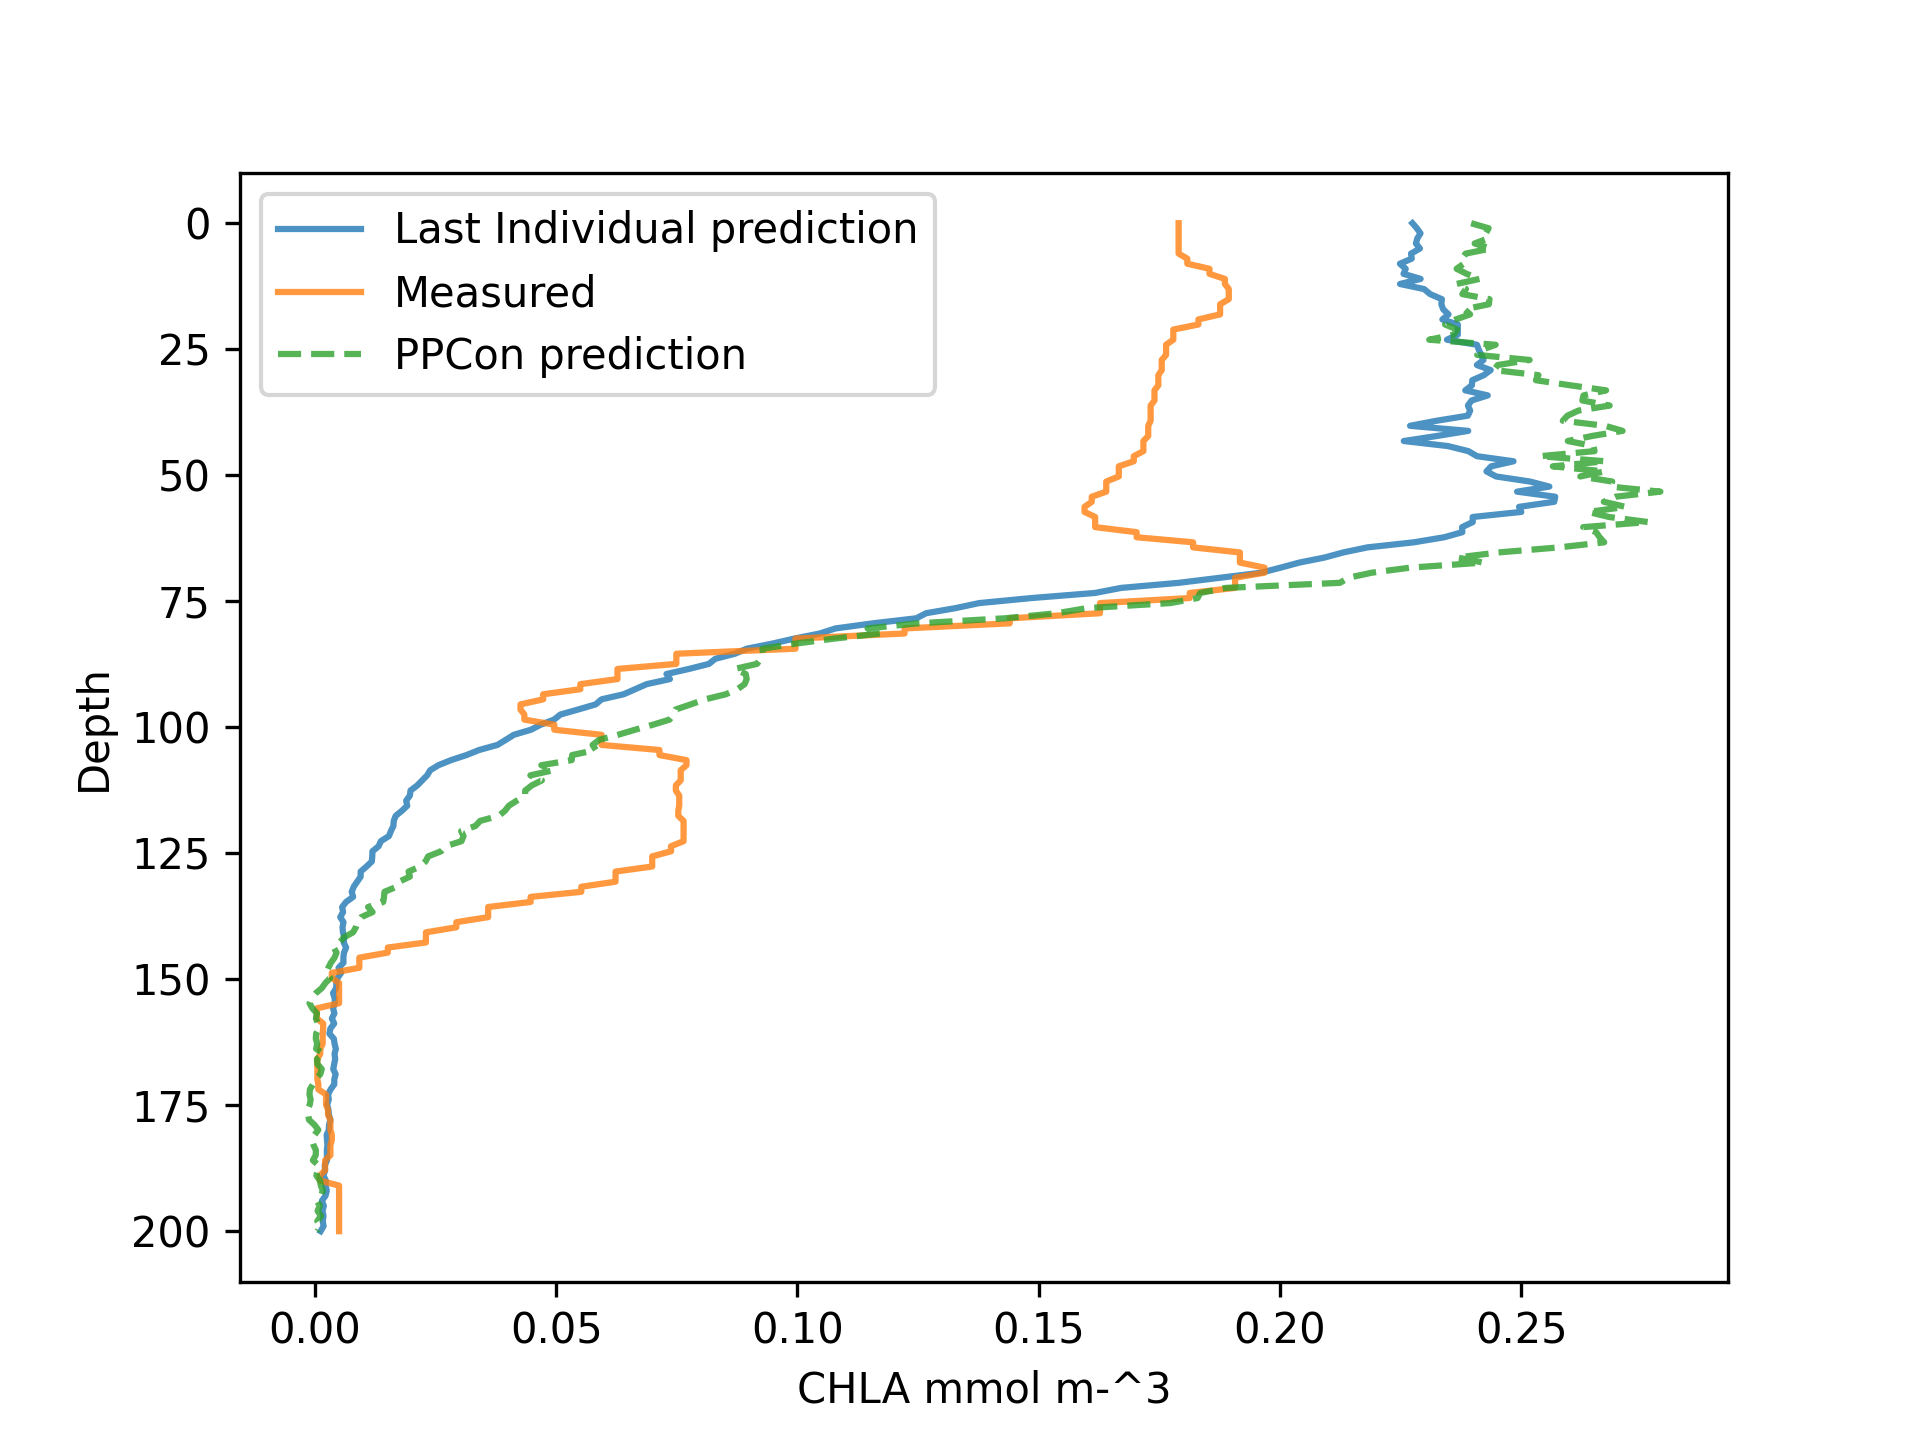 Last Individual prediction
Measured
PPCon prediction
0
25
50
75
100
125
150
175
200
Depth
0.00 0.05 0.10 0.15 0.20 0.25
CHLA mmol m-^3